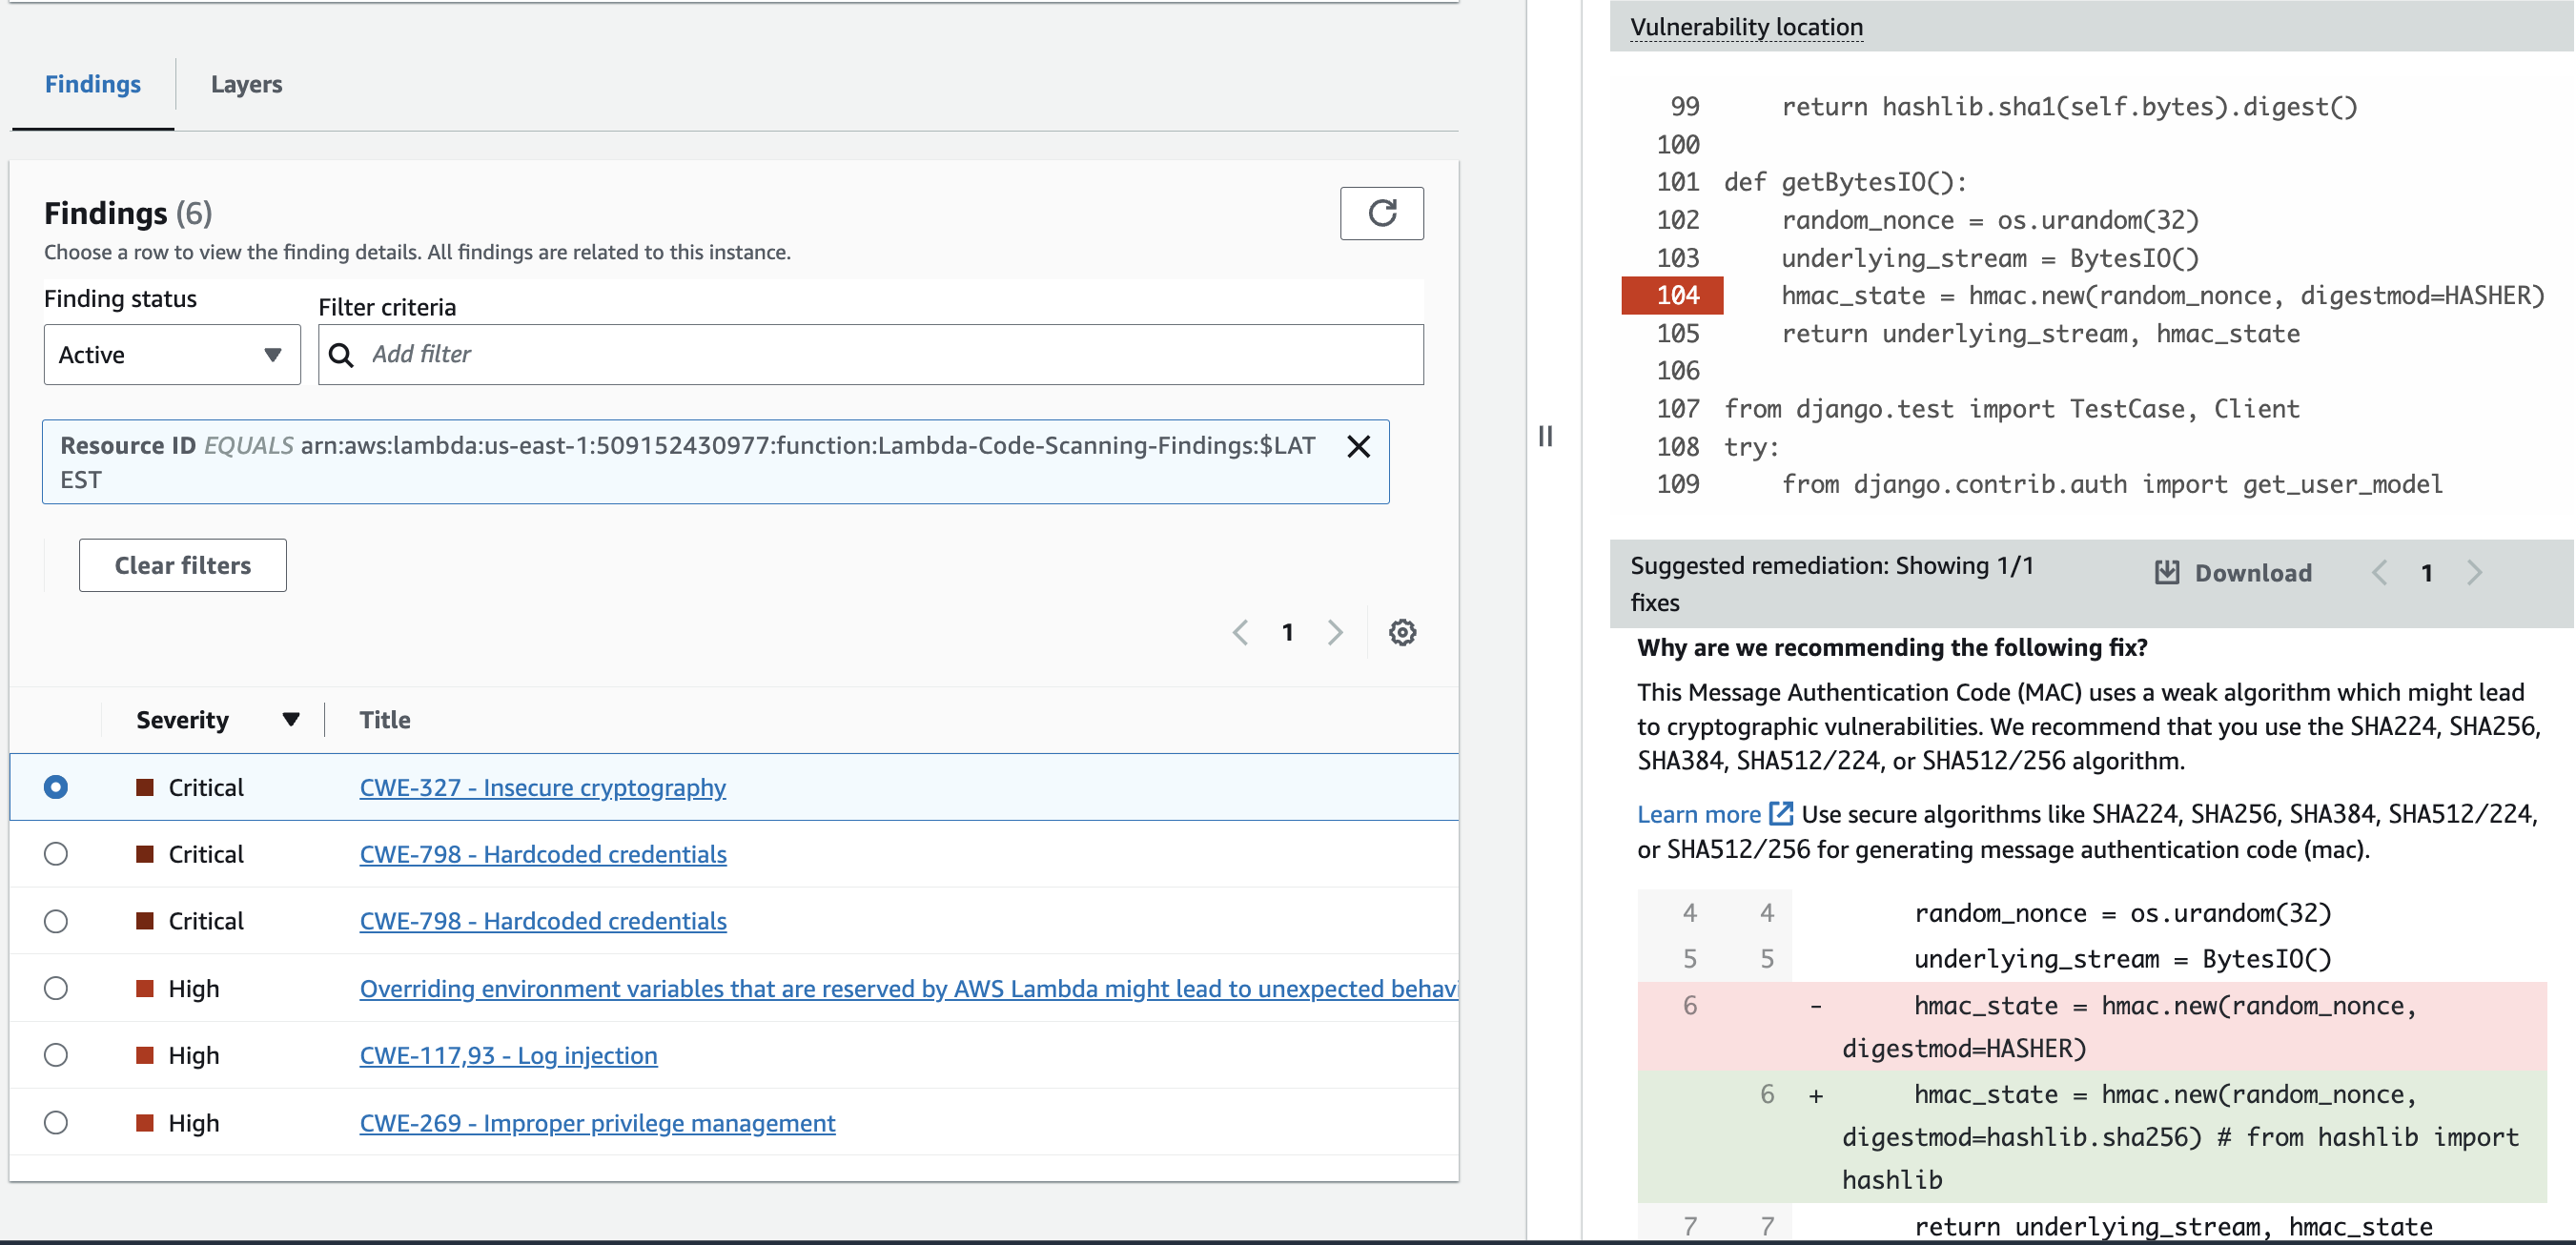 Findings
Layers
Findings (6)
Choose a row to view the finding details. All findings are related to this instance.
Finding status
Filter criteria
Active
Add filter
Resource ID EQUALS arn:aws:lambda:us-east-1:509152430977:function:Lambda-Code-Scanning-Findings:$LAT
EST
Clear filters
1
Severity
Title
Critical CWE-327 - Insecure cryptography
Critical CWE-798 - Hardcoded credentials
Critical CWE-798 - Hardcoded credentials
High Overriding environment variables that are reserved by AWS Lambda might lead to unexpected behavi
High CWE-117,93 - Log injection
High CWE-269 - Improper privilege management
Vulnerability location
99     return hashlib.sha1(self.bytes).digest()
100
101 def getBytesIO():
102     random_nonce = os.urandom(32)
103     underlying_stream = BytesIO()
104     hmac_state = hmac.new(random_nonce, digestmod=HASHER)
105     return underlying_stream, hmac_state
106
107 from django.test import TestCase, Client
108 try:
109     from django.contrib.auth import get_user_model
Suggested remediation: Showing 1/1
fixes
Download
1
Why are we recommending the following fix?
This Message Authentication Code (MAC) uses a weak algorithm which might lead
to cryptographic vulnerabilities. We recommend that you use the SHA224, SHA256,
SHA384, SHA512/224, or SHA512/256 algorithm.
Learn more Use secure algorithms like SHA224, SHA256, SHA384, SHA512/224,
or SHA512/256 for generating message authentication code (mac).
4 4     random_nonce = os.urandom(32)
5 5     underlying_stream = BytesIO()
6 -     hmac_state = hmac.new(random_nonce,
digestmod=HASHER)
6 +     hmac_state = hmac.new(random_nonce,
digestmod=hashlib.sha256) # from hashlib import
hashlib
7 7     return underlying_stream, hmac_state